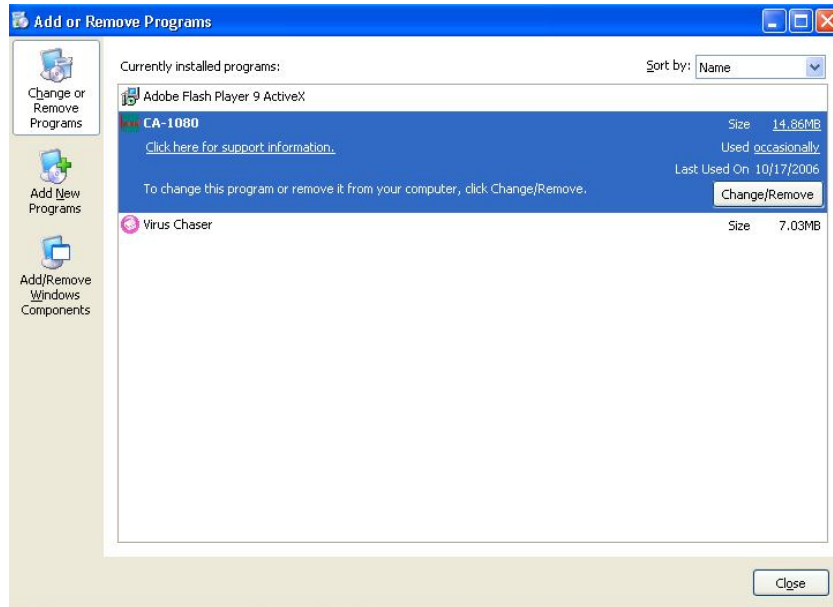 Add or Remove Programs
Change or
Remove
Programs
Add New
Programs
Add/Remove
Windows
Components
Currently installed programs:
Sort by: Name
Adobe Flash Player 9 ActiveX
CA-1080
Size 14.86MB
Click here for support information.
Used occasionally
Last Used On 10/17/2006
To change this program or remove it from your computer, click Change/Remove.
Change/Remove
Virus Chaser
Size 7.03MB
Close